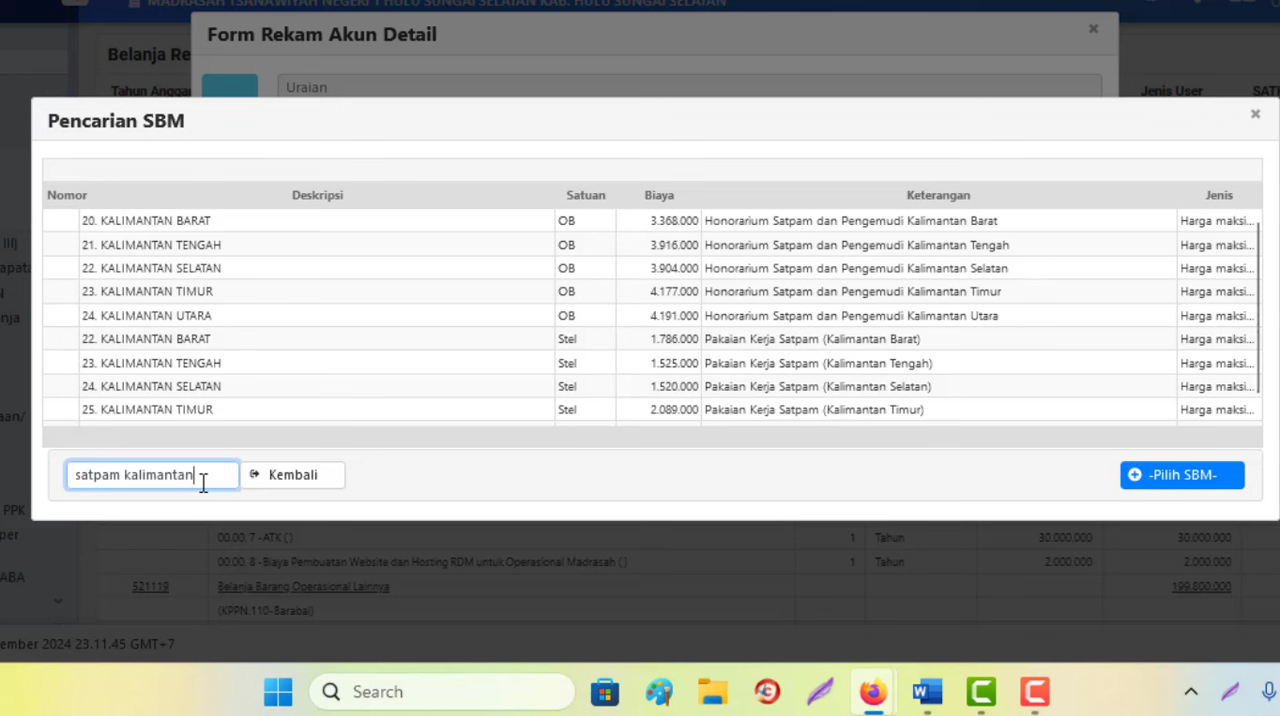 MADRASAH TSANAWIYAH NEGERI 1 HULU SUNGAI SELATAN KAB. HULU SUNGAI SELATAN
Form Rekam Akun Detail
Belanja Re
Tahun Anggar
Uraian
Jenis User
SATK
Pencarian SBM
Nomor Deskripsi Satuan Biaya Keterangan Jenis
20. KALIMANTAN BARAT OB 3.368.000 Honorarium Satpam dan Pengemudi Kalimantan Barat Harga maksi...
21. KALIMANTAN TENGAH OB 3.916.000 Honorarium Satpam dan Pengemudi Kalimantan Tengah Harga maksi...
22. KALIMANTAN SELATAN OB 3.904.000 Honorarium Satpam dan Pengemudi Kalimantan Selatan Harga maksi...
23. KALIMANTAN TIMUR OB 4.177.000 Honorarium Satpam dan Pengemudi Kalimantan Timur Harga maksi...
24. KALIMANTAN UTARA OB 4.191.000 Honorarium Satpam dan Pengemudi Kalimantan Utara Harga maksi...
22. KALIMANTAN BARAT Stel 1.786.000 Pakaian Kerja Satpam (Kalimantan Barat) Harga maksi...
23. KALIMANTAN TENGAH Stel 1.525.000 Pakaian Kerja Satpam (Kalimantan Tengah) Harga maksi...
24. KALIMANTAN SELATAN Stel 1.520.000 Pakaian Kerja Satpam (Kalimantan Selatan) Harga maksi...
25. KALIMANTAN TIMUR Stel 2.089.000 Pakaian Kerja Satpam (Kalimantan Timur) Harga maksi...
satpam kalimantan Kembali -Pilih SBM-
III)
apata
N
nja
aan/
PPK
per
ABA
00.00. 7 -ATK () 1 Tahun 30.000.000 30.000.000
00.00. 8 -Biaya Pembuatan Website dan Hosting RDM untuk Operasional Madrasah () 1 Tahun 2.000.000 2.000.000
521119 Belanja Barang Operasional Lainnya 199.800.000
(KPPN.110-Barabai)
ember 2024 23.11.45 GMT+7
Search